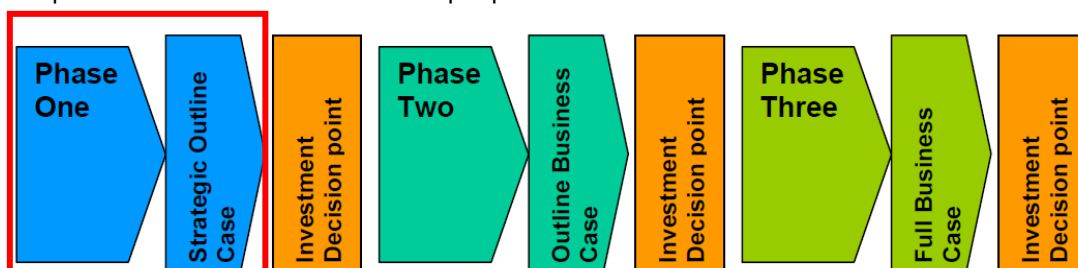 Phase
One
Strategic Outline
Case
Investment
Decision point
Phase
Two
Outline Business
Case
Investment
Decision point
Phase
Three
Full Business
Case
Investment
Decision point